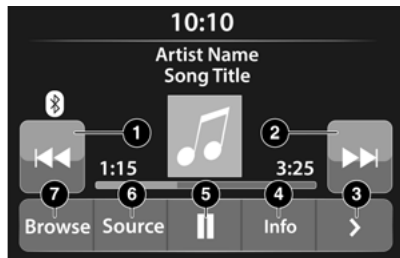 10:10
Artist Name
Song Title
1
2
1:15
3:25
7
6
5
4
3
Browse
Source
Info